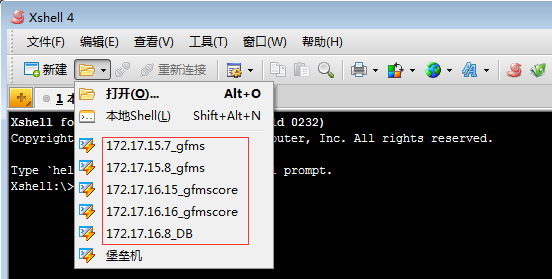 Xshell 4
文件(F) 编辑(E) 查看(V) 工具(T) 窗口(W) 帮助(H)
新建 重新连接
1 本
打开(O)... Alt+O
本地Shell(L) Shift+Alt+N
172.17.15.7_gfms
172.17.15.8_gfms
172.17.16.15_gfmscore
172.17.16.16_gfmscore
172.17.16.8_DB
堡垒机
Xshell fo ld 0232)
Copyright puter, Inc. All rights reserved.
Type `hel prompt.
Xshell:\>